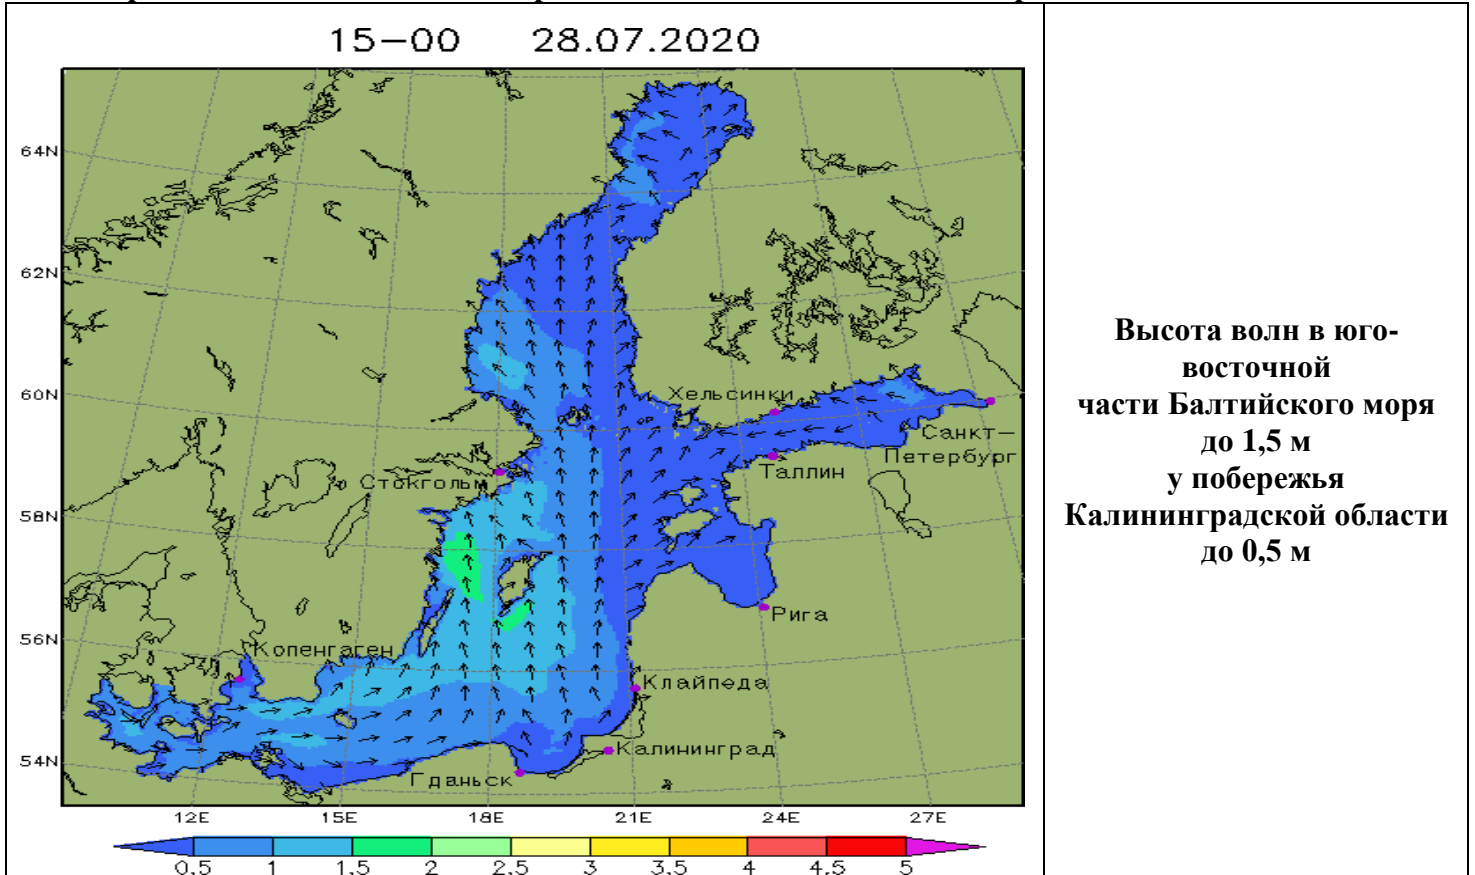 15-00 28.07.2020
64N
62N
60N
58N
56N
54N
Хельсинки
Санкт-
Петербург
Таллин
Стокгольм
Рига
Копенгаген
Клайпеда
Калининград
Гданьск
12E 15E 18E 21E 24E 27E
0,5 1 1,5 2 2,5 3 3,5 4 4,5 5
Высота волн в юго-
восточной
части Балтийского моря
до 1,5 м
у побережья
Калининградской области
до 0,5 м